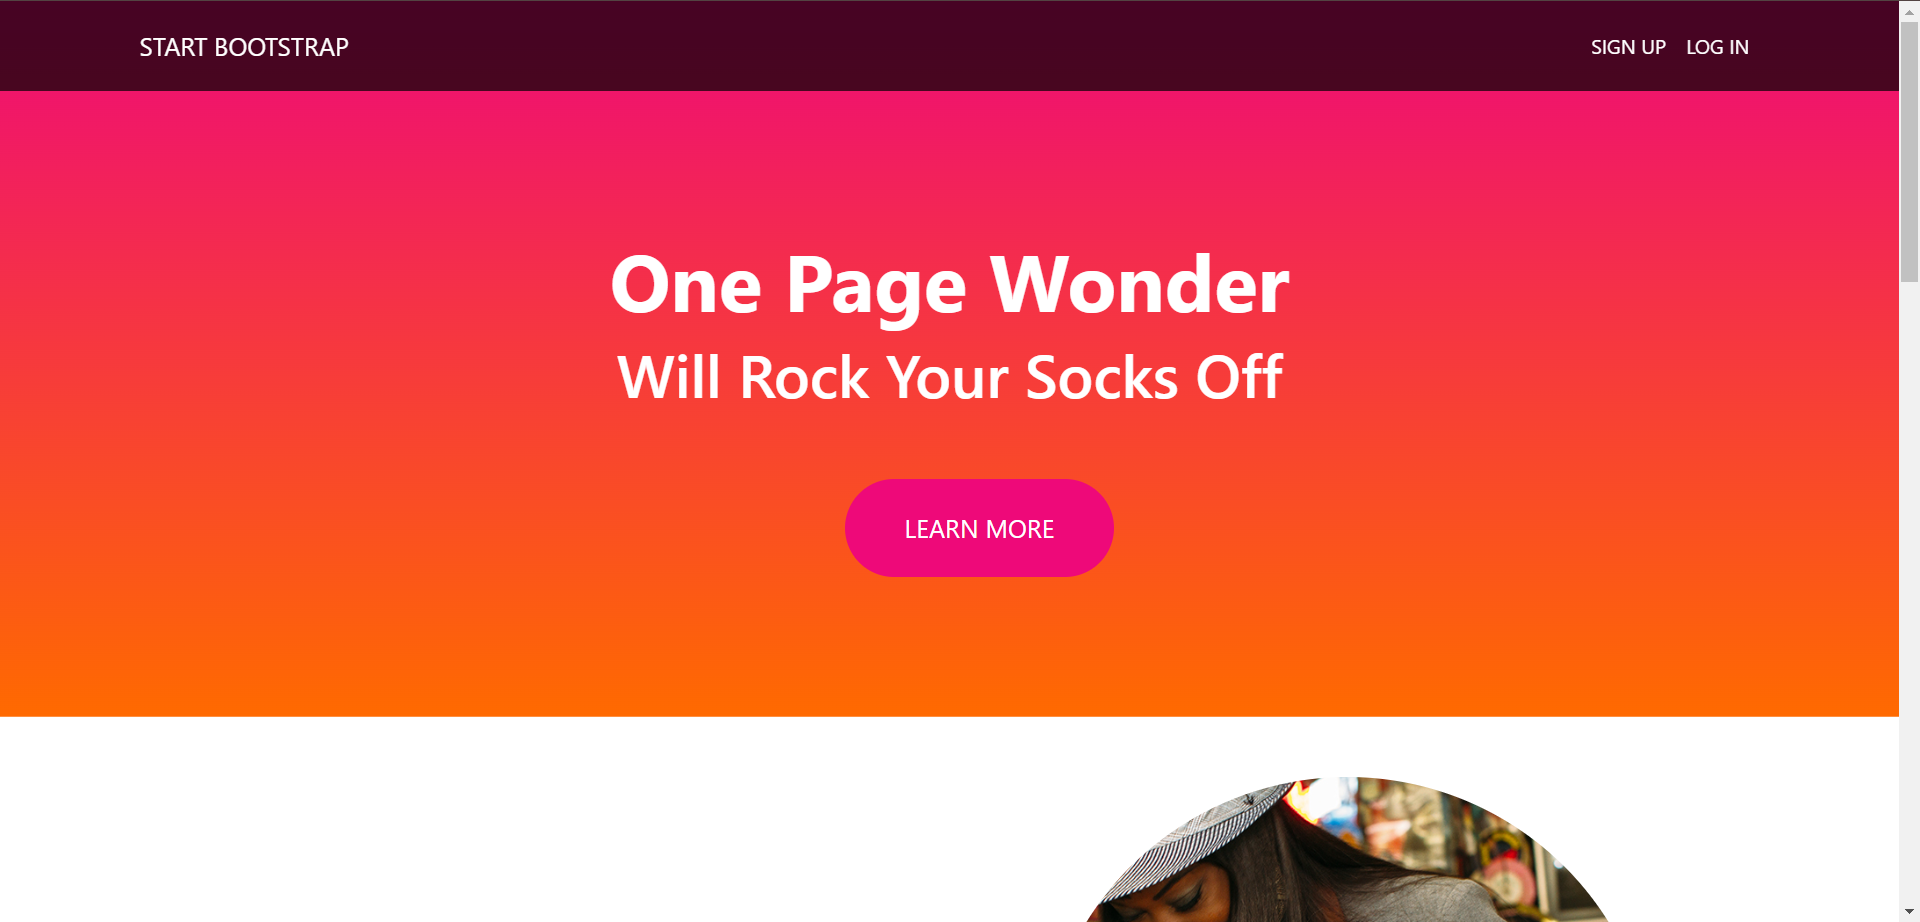 START BOOTSTRAP
SIGN UP LOG IN
One Page Wonder
Will Rock Your Socks Off
LEARN MORE